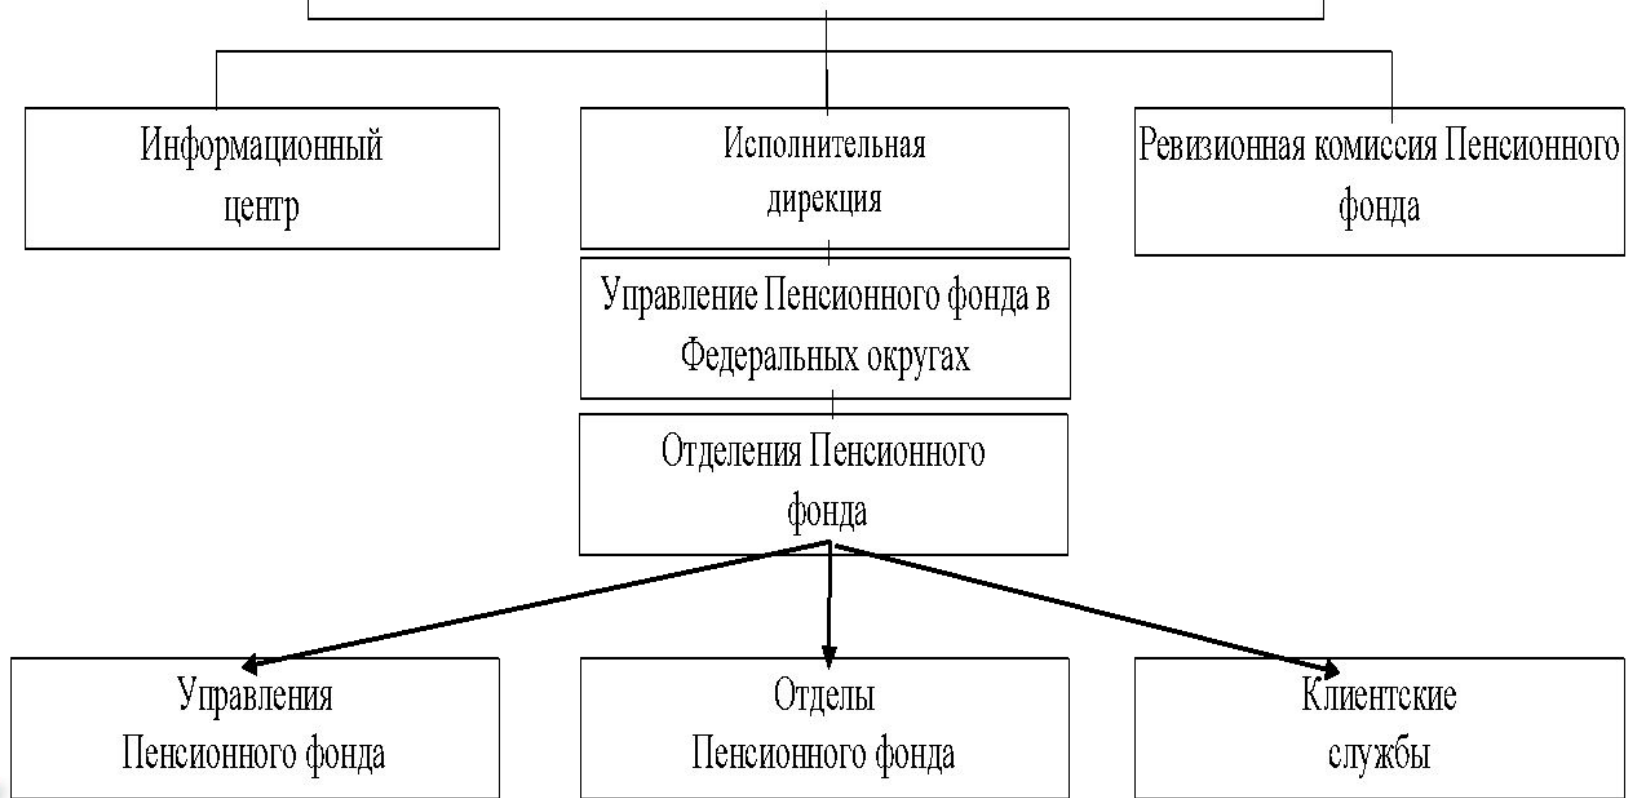 Информационный
центр
Исполнительная
дирекция
Ревизионная комиссия Пенсионного
фонда
Управление Пенсионного фонда в
Федеральных округах
Отделения Пенсионного
фонда
Управления
Пенсионного фонда
Отделы
Пенсионного фонда
Клиентские
службы